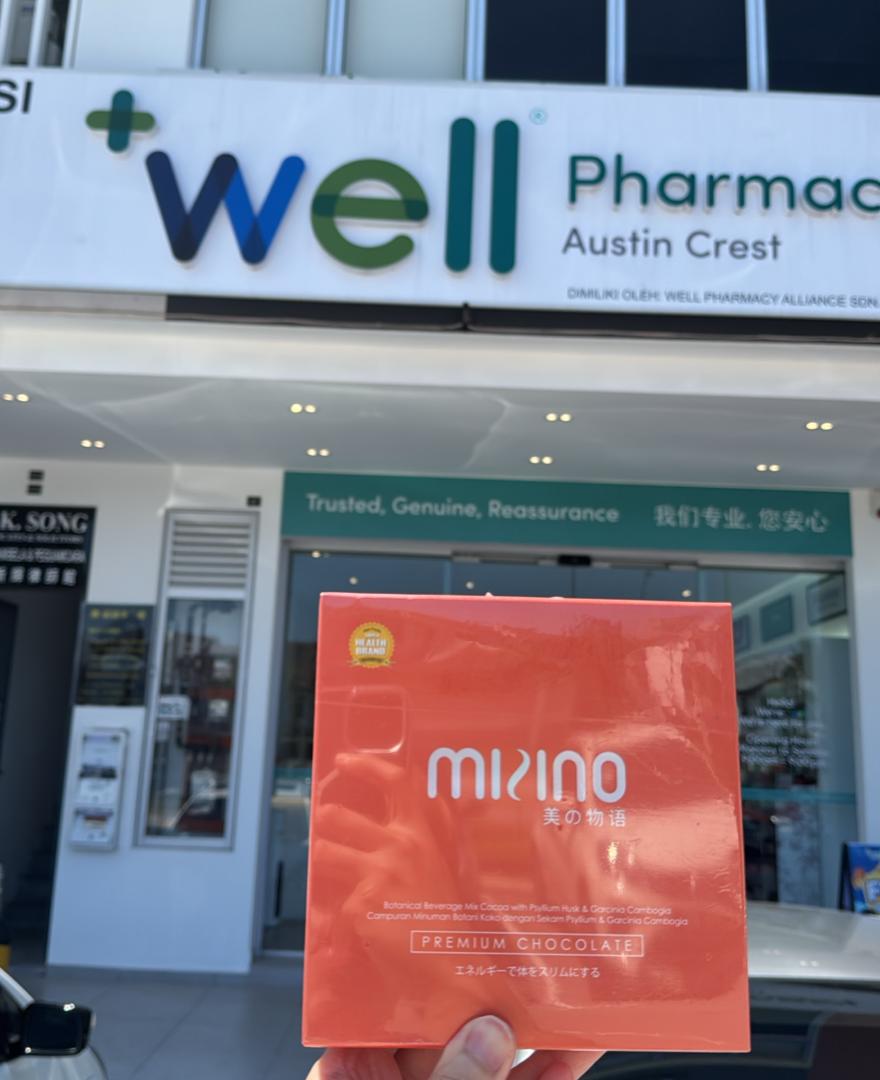 SI
well
®
Pharmac
Austin Crest
DIMILIKI OLEH: WELL PHARMACY ALLIANCE SDN
Trusted, Genuine, Reassurance 我们专业. 您安心
K. SONG
HEALTH
BRAND
mizino
美の物语
Botanical Beverage Mix Cocoa with Psyllium Husk & Garcinia Cambogia
Campuran Minuman Botani Koko dengan Sekam Psyllium & Garcinia Cambogia
PREMIUM CHOCOLATE
エネルギーで体をスリムにする